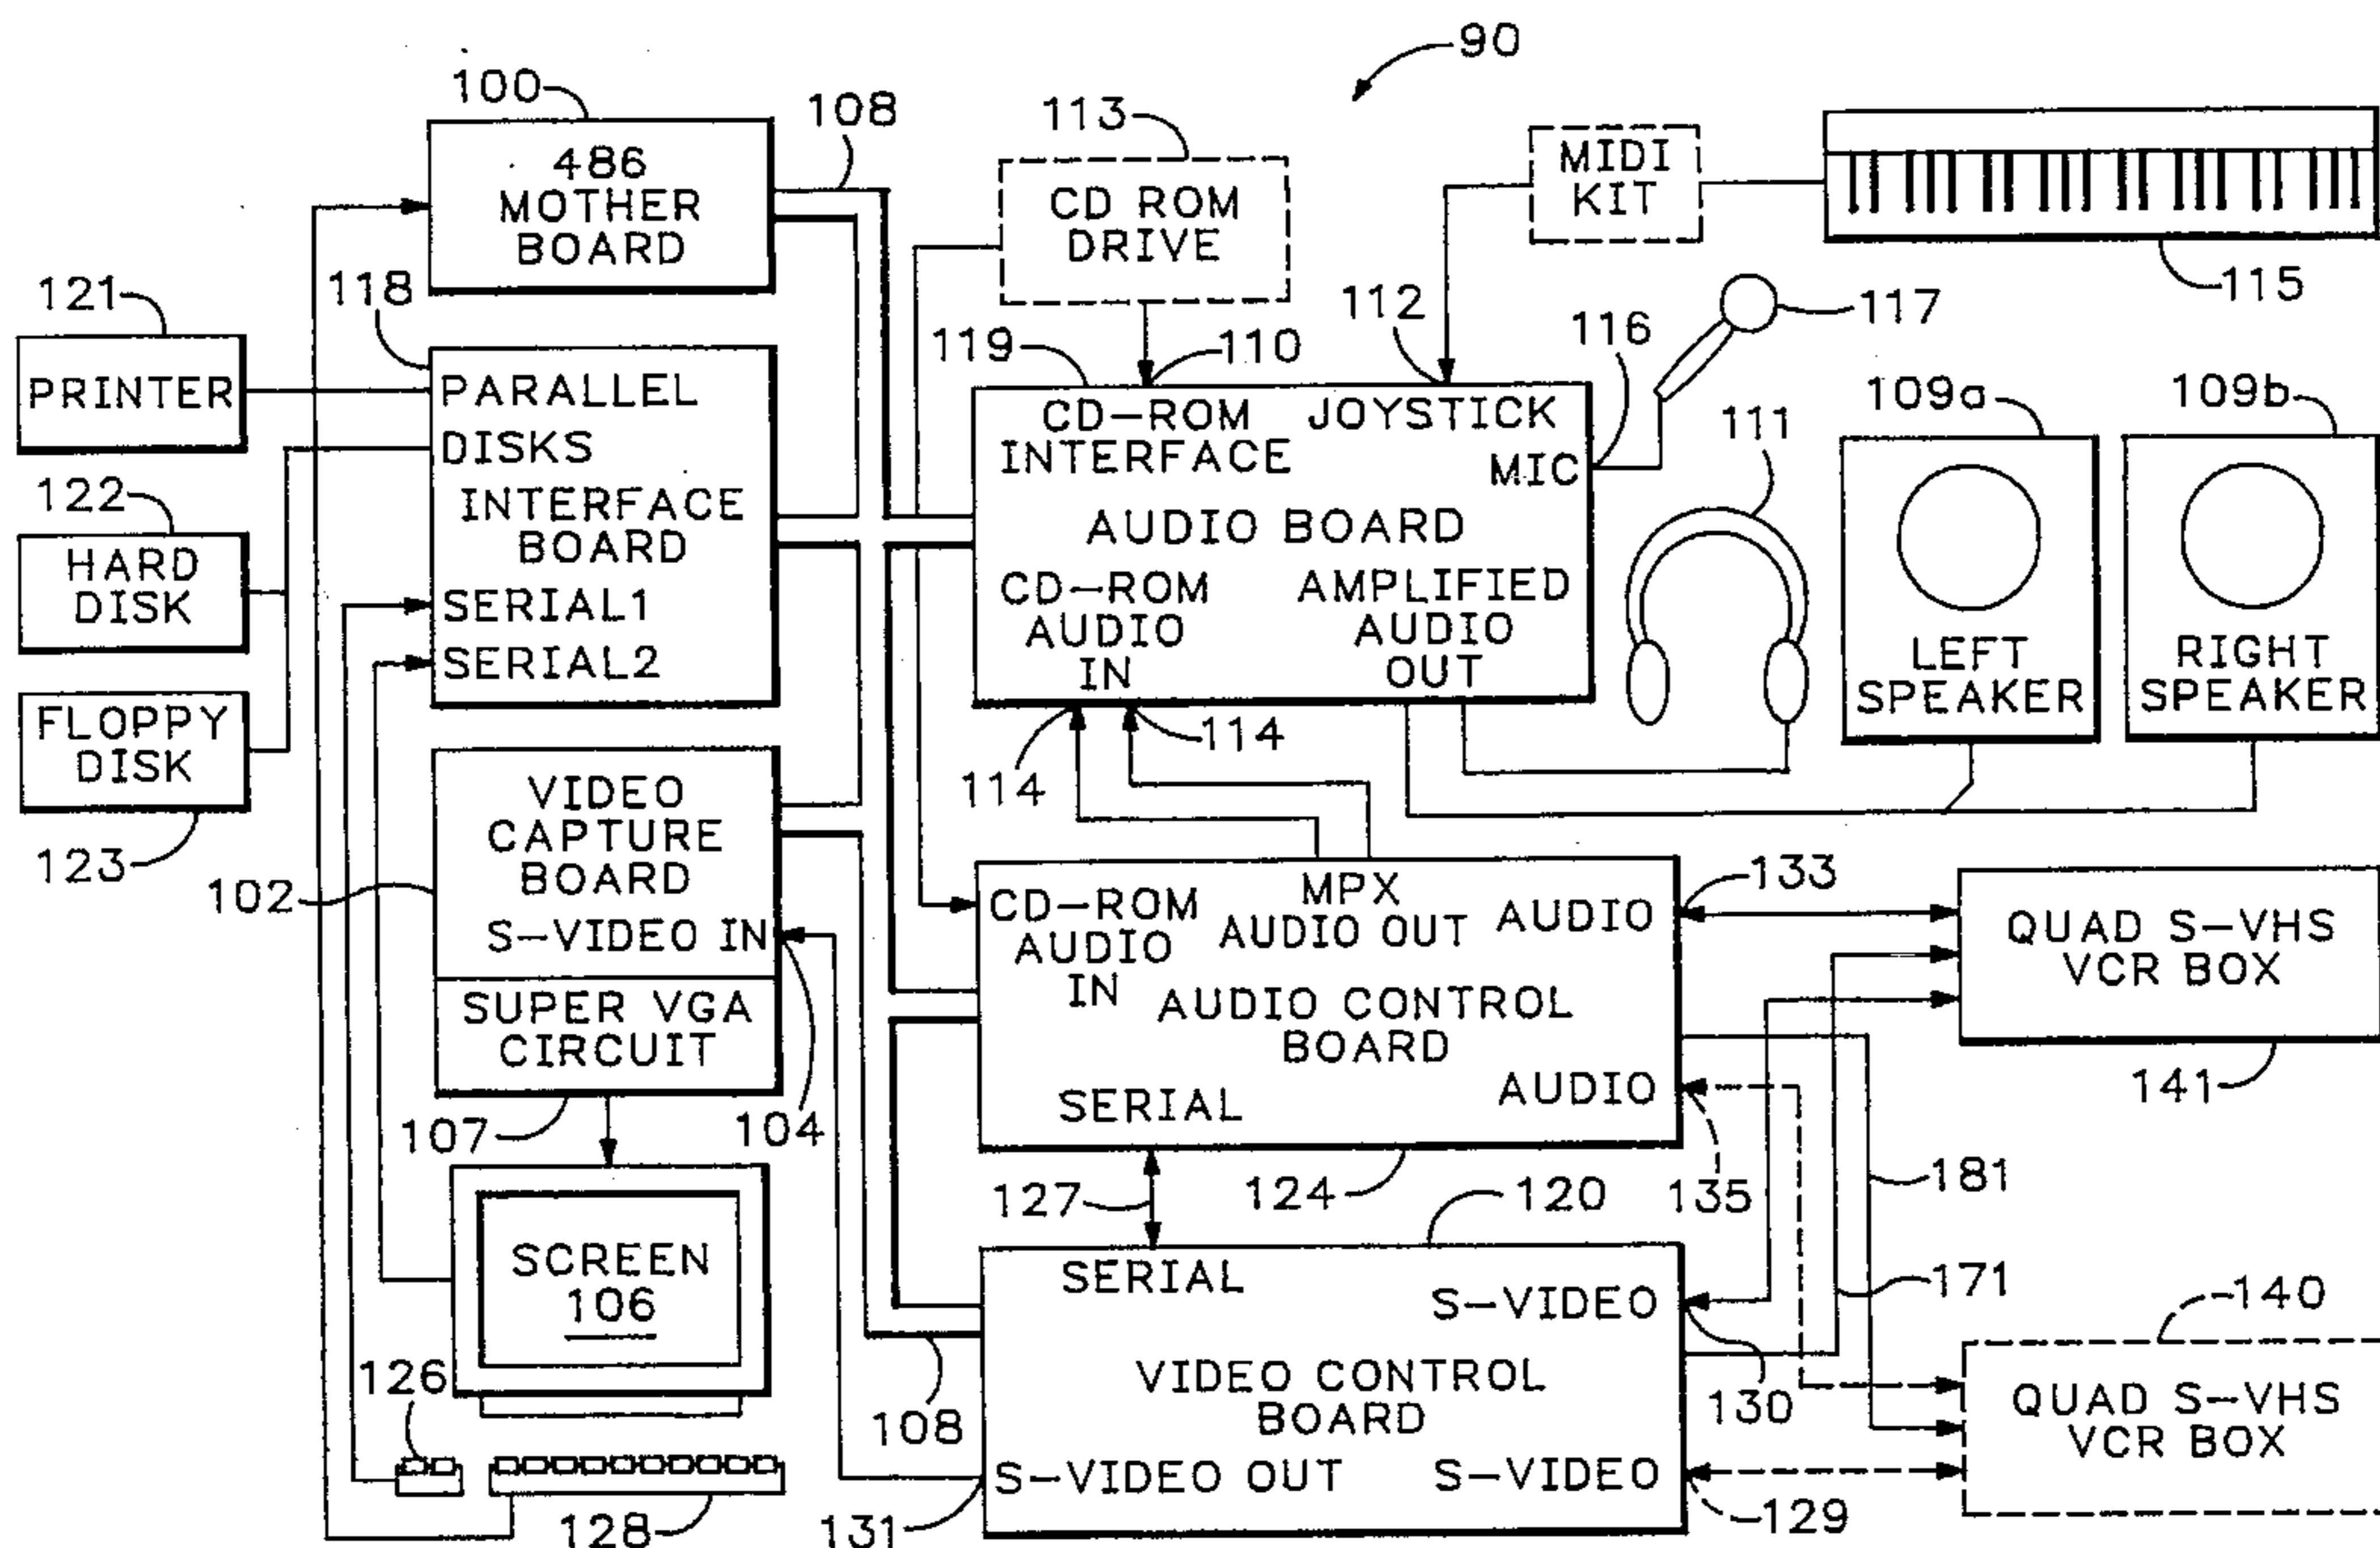 90
100
486
MOTHER
BOARD
108
113
CD ROM
DRIVE
MIDI
KIT
115
121
PRINTER
118
PARALLEL
DISKS
INTERFACE
BOARD
SERIAL1
SERIAL2
122
HARD
DISK
FLOPPY
DISK
123
119
110
112
116
117
CD-ROM
INTERFACE
JOYSTICK
MIC
AUDIO BOARD
CD-ROM
AUDIO
IN
AMPLIFIED
AUDIO
OUT
111
109a
LEFT
SPEAKER
109b
RIGHT
SPEAKER
114
114
VIDEO
CAPTURE
BOARD
102
S-VIDEO IN
SUPER VGA
CIRCUIT
107
104
CD-ROM
AUDIO
IN
MPX
AUDIO OUT
AUDIO
133
AUDIO CONTROL
BOARD
SERIAL
AUDIO
QUAD S-VHS
VCR BOX
141
127
124
120
135
181
SCREEN
106
SERIAL
S-VIDEO
171
140
126
108
VIDEO CONTROL
BOARD
130
QUAD S-VHS
VCR BOX
128
131
S-VIDEO OUT
S-VIDEO
129